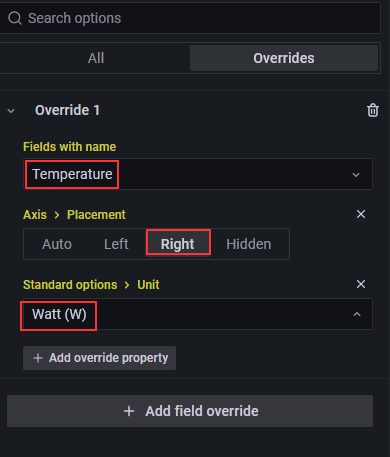 Search options
All Overrides
Override 1
Fields with name
Temperature
Axis > Placement
Auto Left Right Hidden
Standard options > Unit
Watt (W)
+ Add override property
+ Add field override